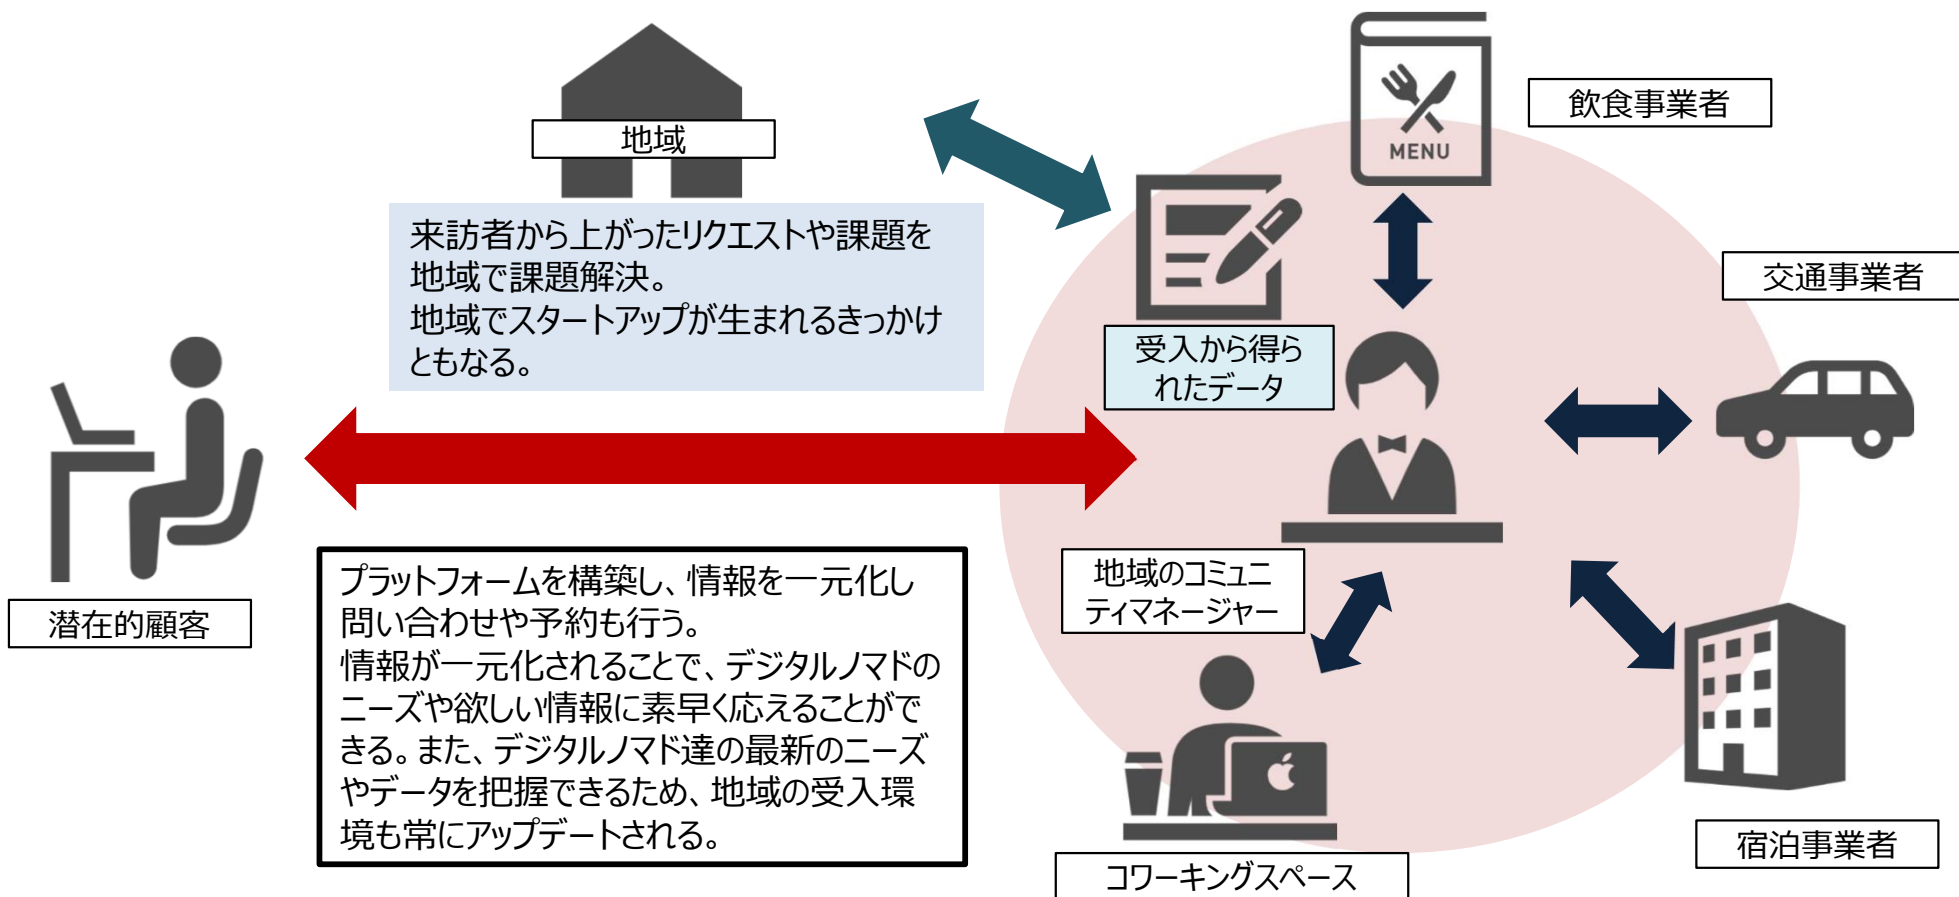 地域
来訪者から上がったリクエストや課題を
地域で課題解決。
地域でスタートアップが生まれるきっかけ
ともなる。
潜在的顧客
プラットフォームを構築し、情報を一元化し
問い合わせや予約も行う。
情報が一元化されることで、デジタルノマドの
ニーズや欲しい情報に素早く応えることがで
きる。また、デジタルノマド達の最新のニーズ
やデータを把握できるため、地域の受入環
境も常にアップデートされる。
MENU
飲食事業者
受入から得ら
れたデータ
交通事業者
地域のコミュニ
ティマネージャー
宿泊事業者
コワーキングスペース